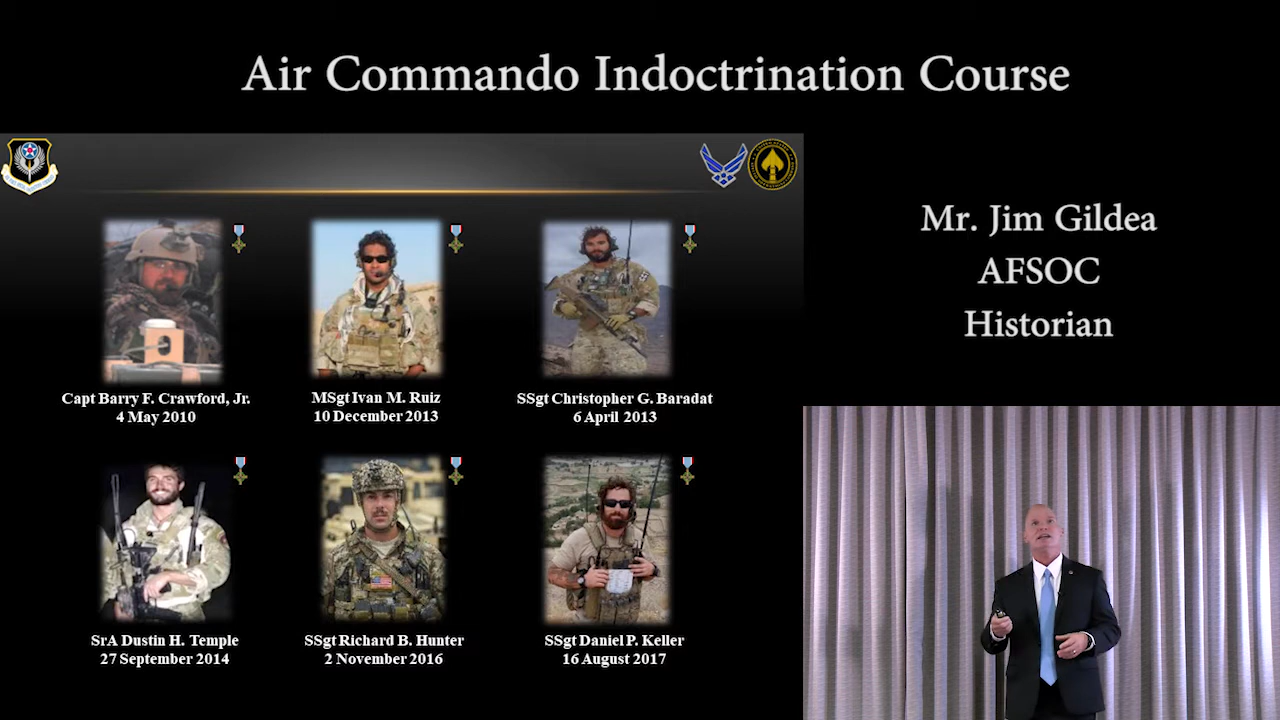 Air Commando Indoctrination Course
Mr. Jim Gildea
AFSOC
Historian
Capt Barry F. Crawford, Jr.
4 May 2010
MSgt Ivan M. Ruiz
10 December 2013
SSgt Christopher G. Baradat
6 April 2013
SrA Dustin H. Temple
27 September 2014
SSgt Richard B. Hunter
2 November 2016
SSgt Daniel P. Keller
16 August 2017